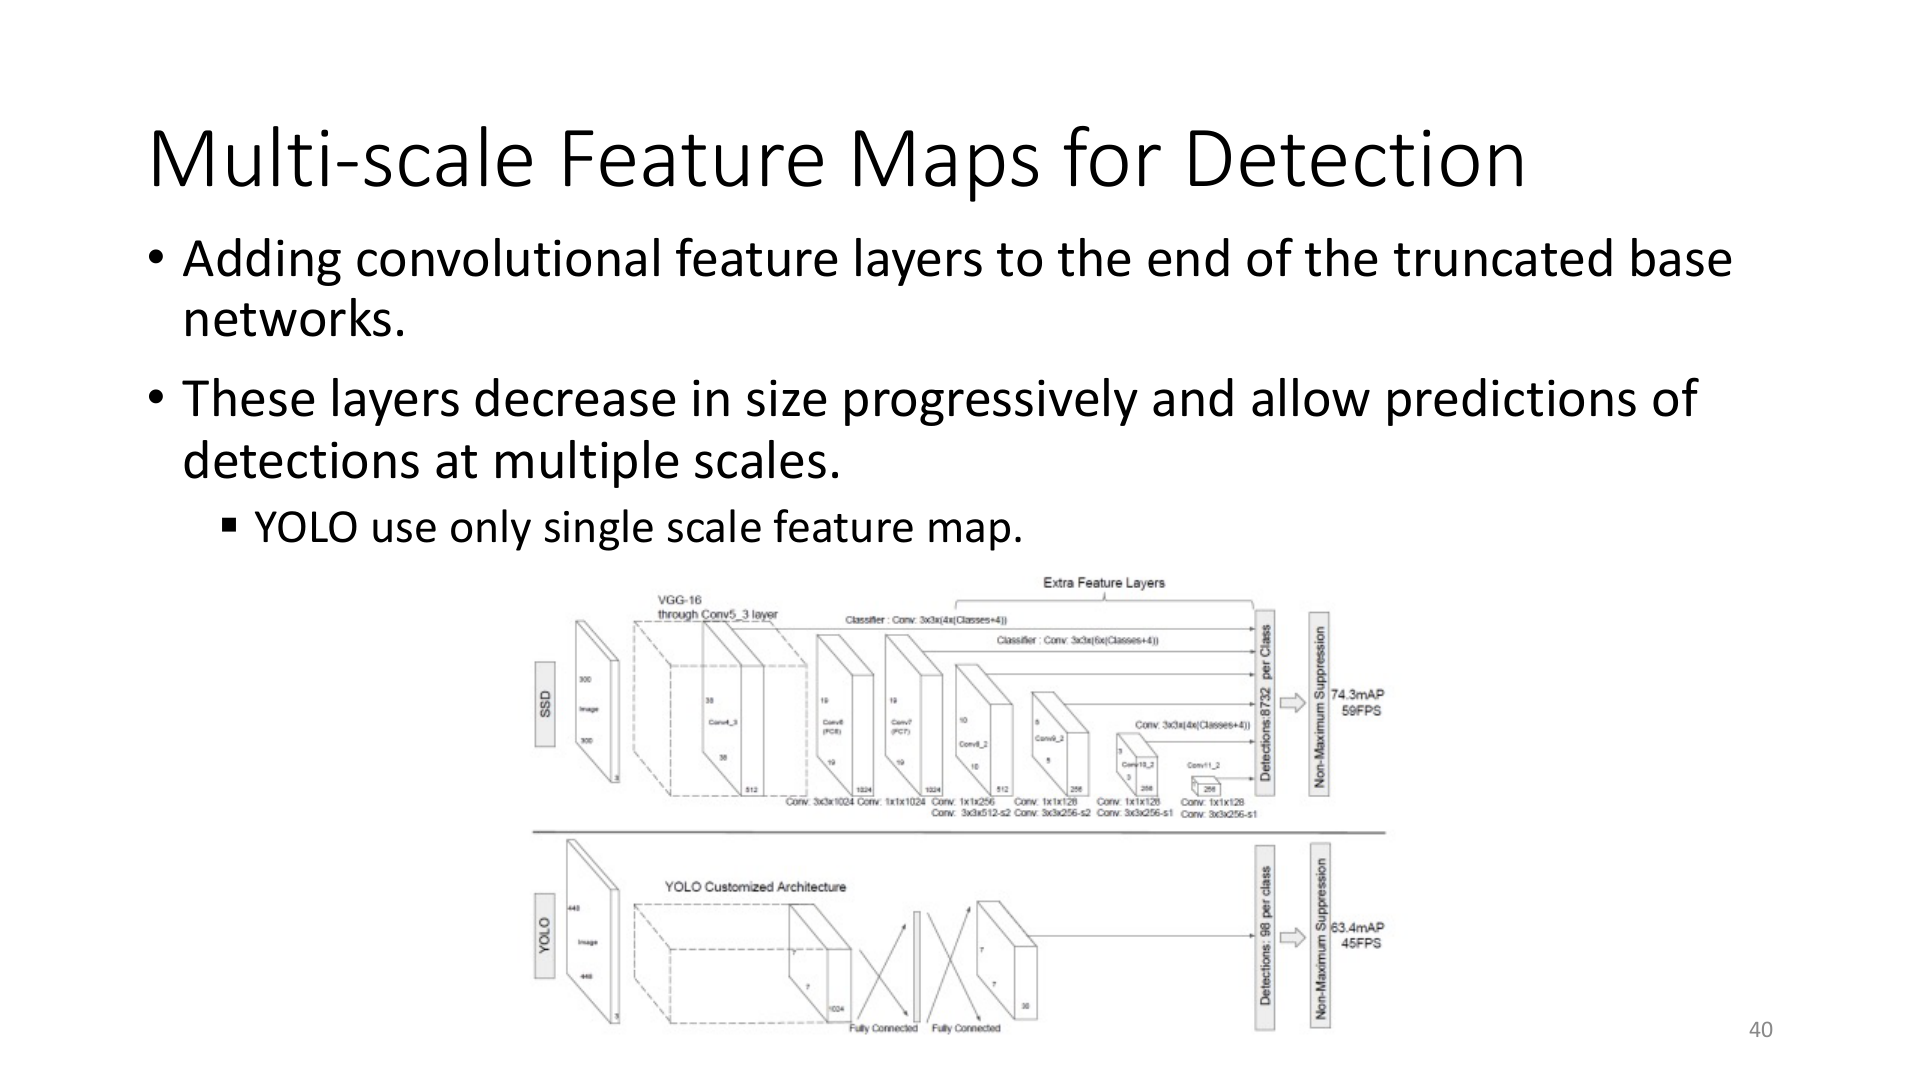 Multi-scale Feature Maps for Detection
• Adding convolutional feature layers to the end of the truncated base
networks.
• These layers decrease in size progressively and allow predictions of
detections at multiple scales.
▪ YOLO use only single scale feature map.
Extra Feature Layers
VGG-16
through Conv5_3 layer
Classifier : Conv: 3x3x(4x(Classes+4))
Classifier : Conv: 3x3x(6x(Classes+4))
SSD
300
Image
300
3
38
Conv4_3
38
512
19
Conv6
(FC6)
19
1024
19
Conv7
(FC7)
19
1024
10
Conv8_2
10
512
5
Conv9_2
5
256
Conv: 3x3x(4x(Classes+4))
3
Conv10_2
3
256
Conv11_2
256
Conv: 3x3x1024
Conv: 1x1x1024
Conv: 1x1x256
Conv: 3x3x512-s2
Conv: 1x1x128
Conv: 3x3x256-s2
Conv: 1x1x128
Conv: 3x3x256-s1
Conv: 1x1x128
Conv: 3x3x256-s1
Detections:8732 per Class
Non-Maximum Suppression
74.3mAP
59FPS
YOLO
448
Image
448
3
YOLO Customized Architecture
7
7
1024
Fully Connected
Fully Connected
7
7
30
Detections: 98 per class
Non-Maximum Suppression
63.4mAP
45FPS
40